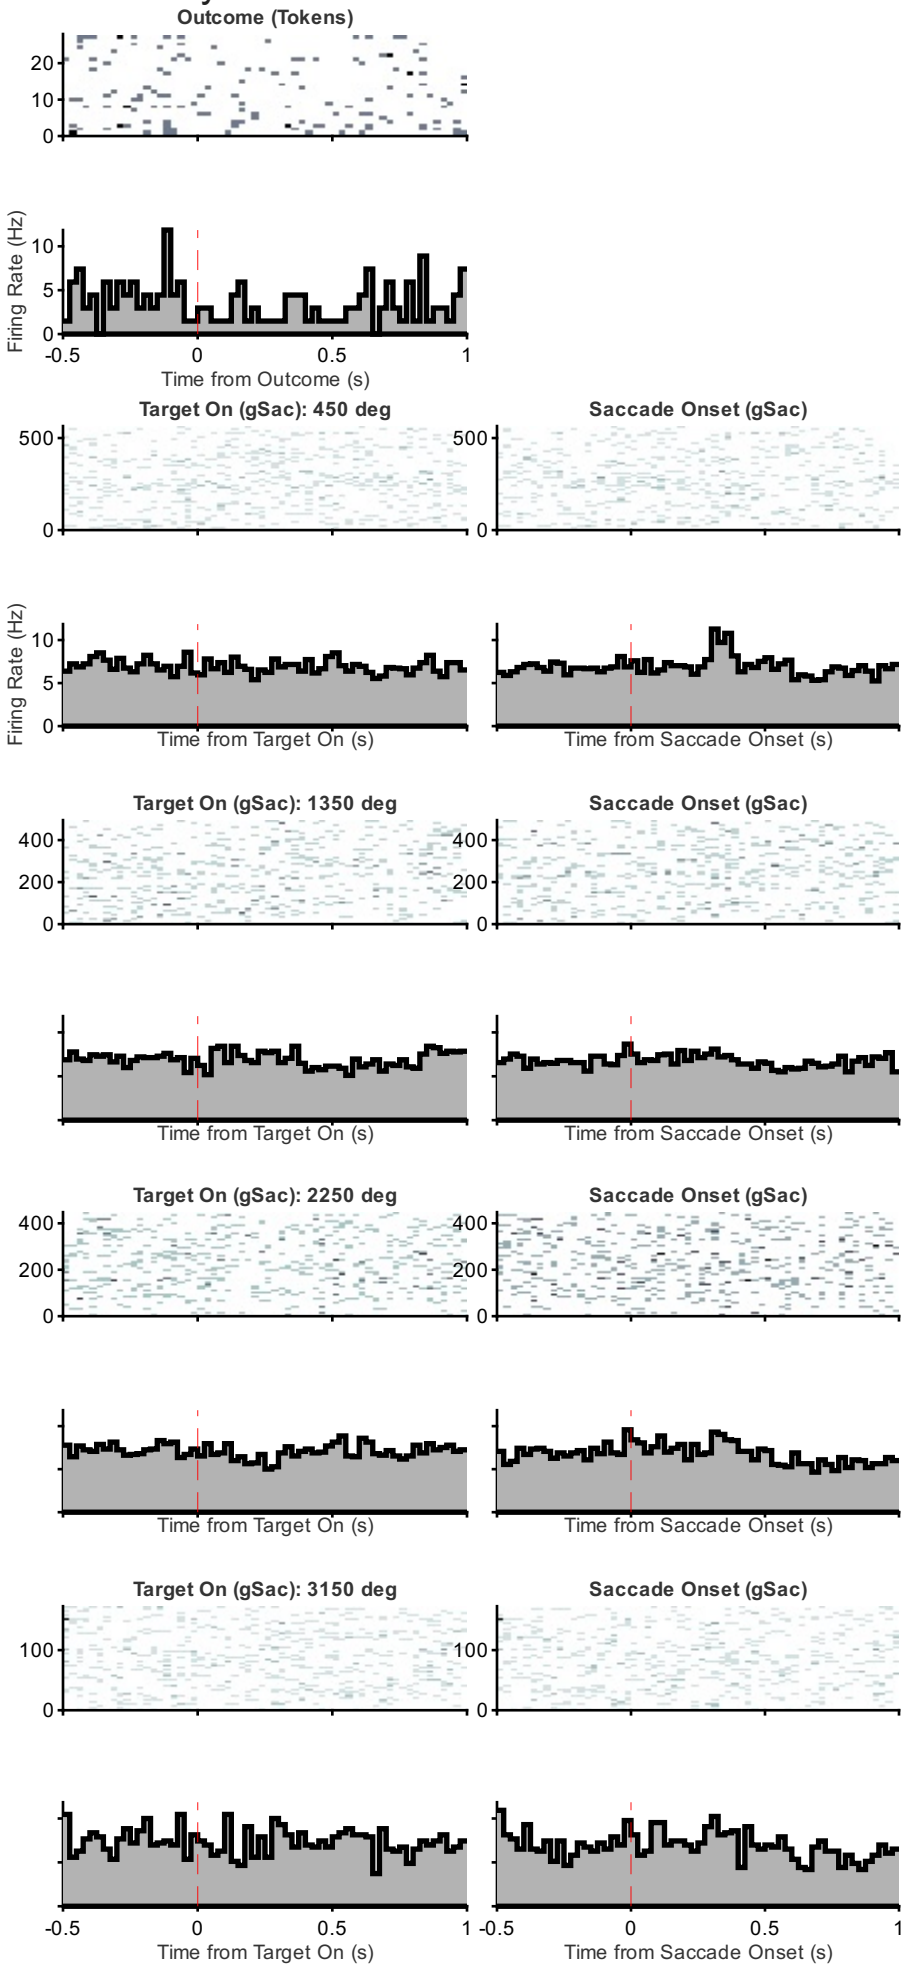 Outcome (Tokens)
20
10
0
Firing Rate (Hz)
10
5
0
-0.5 0 0.5 1
Time from Outcome (s)
Target On (gSac): 450 deg Saccade Onset (gSac)
500 500
0 0
Firing Rate (Hz)
10
5
0
Time from Target On (s) Time from Saccade Onset (s)
Target On (gSac): 1350 deg Saccade Onset (gSac)
400 400
200 200
0 0
Time from Target On (s) Time from Saccade Onset (s)
Target On (gSac): 2250 deg Saccade Onset (gSac)
400 400
200 200
0 0
Time from Target On (s) Time from Saccade Onset (s)
Target On (gSac): 3150 deg Saccade Onset (gSac)
100 100
0 0
-0.5 0 0.5 1 -0.5 0 0.5 1
Time from Target On (s) Time from Saccade Onset (s)